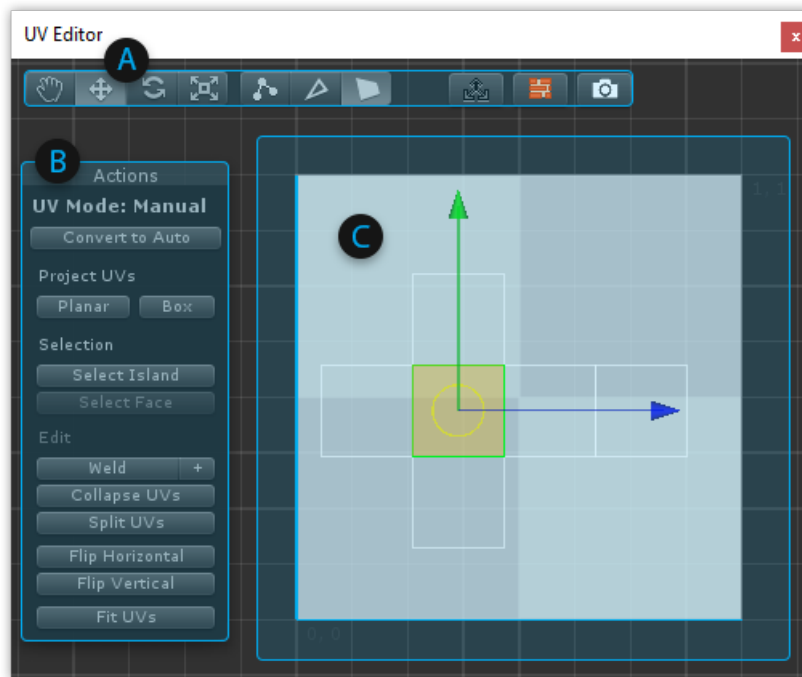 UV Editor
x
A
B
Actions
UV Mode: Manual
Convert to Auto
Project UVs
Planar Box
Selection
Select Island
Select Face
Edit
Weld +
Collapse UVs
Split UVs
Flip Horizontal
Flip Vertical
Fit UVs
C
1, 1
0, 0